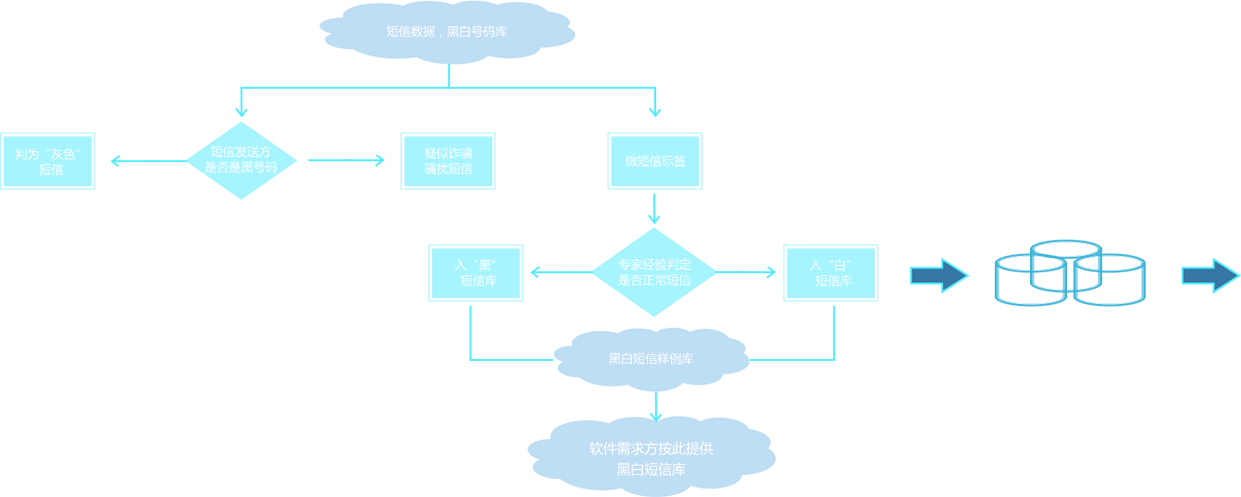 短信数据，黑白号码库
判为“灰色”
短信
短信发送方
是否是黑号码
疑似诈骗
骚扰短信
做短信标签
入“黑”
短信库
专家经验判定
是否正常短信
入“白”
短信库
黑白短信样例库
软件需求方按此提供
黑白短信库